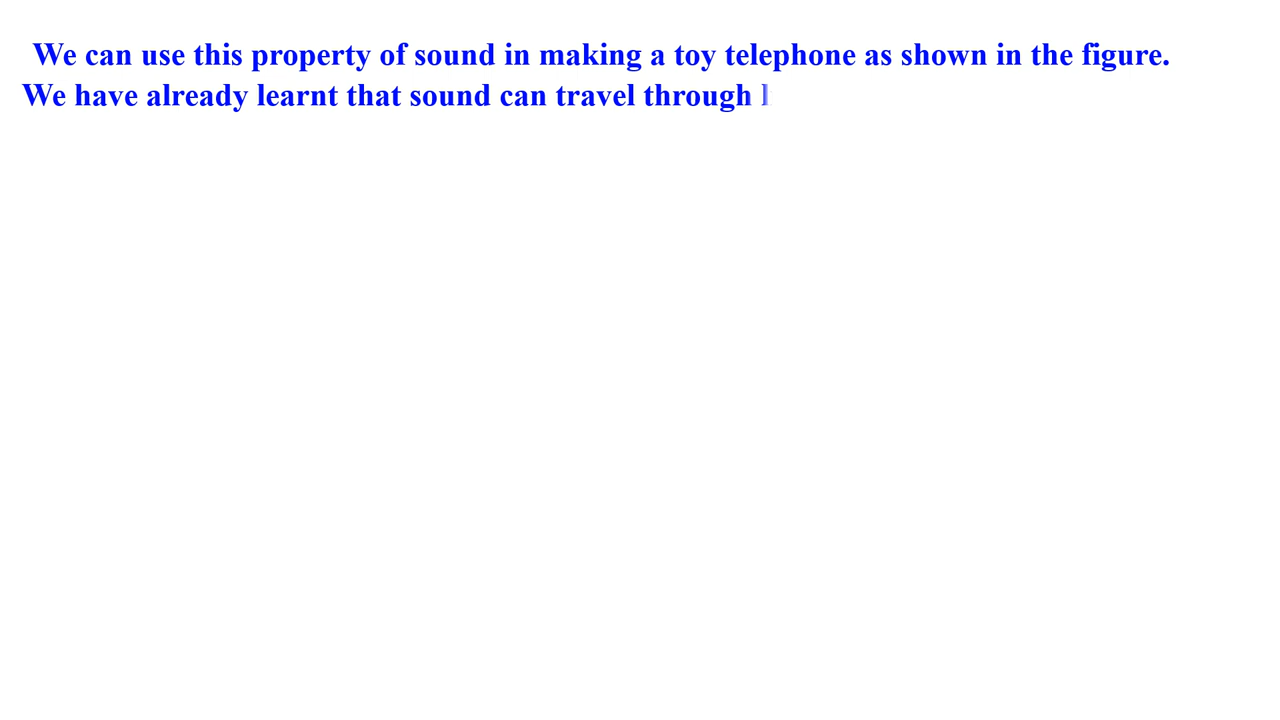 We can use this property of sound in making a toy telephone as shown in the figure.
We have already learnt that sound can travel through